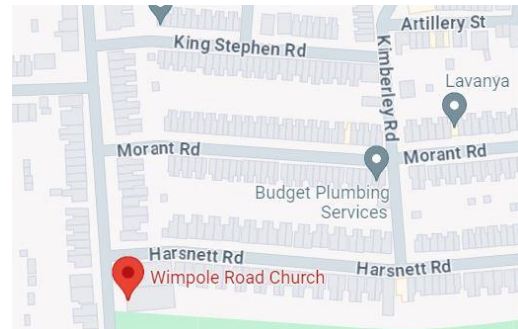 Artillery St
King Stephen Rd
Kimberley Rd
Lavanya
Morant Rd
Morant Rd
Budget Plumbing
Services
Harsnett Rd
Harsnett Rd
Wimpole Road Church